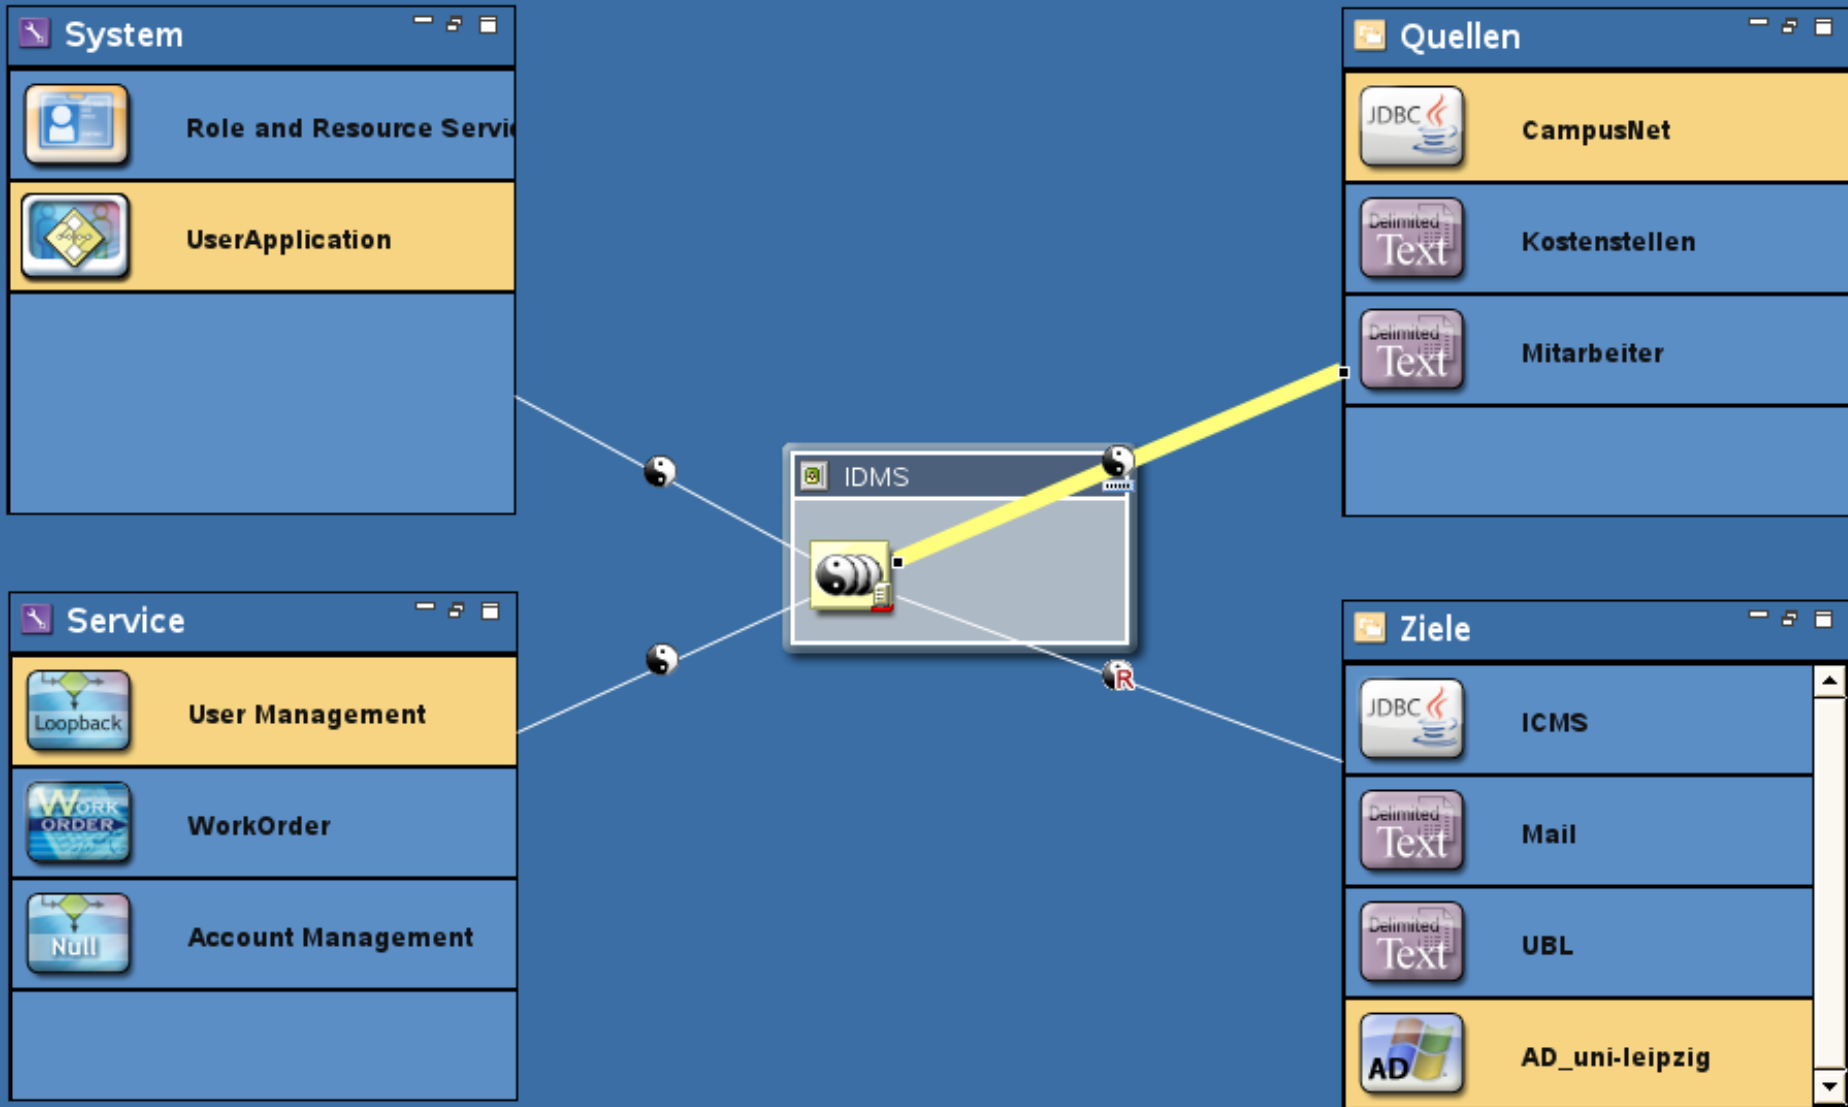 System
Role and Resource Servi
UserApplication
Quellen
JDBC
CampusNet
Delimited
Text
Kostenstellen
Delimited
Text
Mitarbeiter
IDMS
Service
Loopback
User Management
WORK
ORDER
WorkOrder
Null
Account Management
R
Ziele
JDBC
ICMS
Delimited
Text
Mail
Delimited
Text
UBL
AD
AD_uni-leipzig